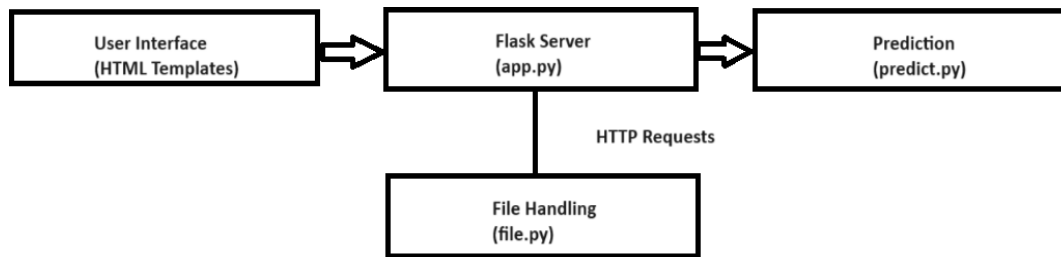 User Interface
(HTML Templates)
Flask Server
(app.py)
Prediction
(predict.py)
HTTP Requests
File Handling
(file.py)